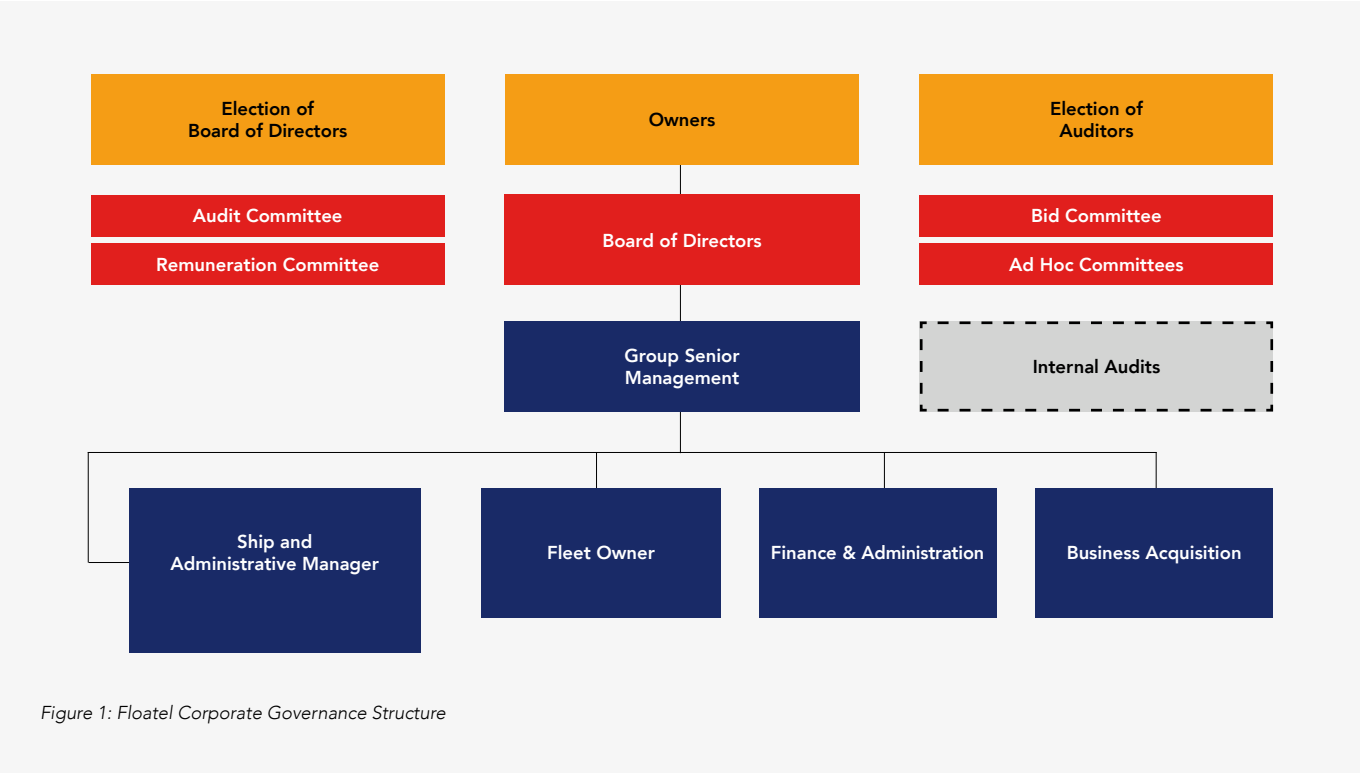 Election of
Board of Directors
Owners
Election of
Auditors
Audit Committee
Remuneration Committee
Board of Directors
Bid Committee
Ad Hoc Committees
Group Senior
Management
Internal Audits
Ship and
Administrative Manager
Fleet Owner
Finance & Administration
Business Acquisition
Figure 1: Floatel Corporate Governance Structure